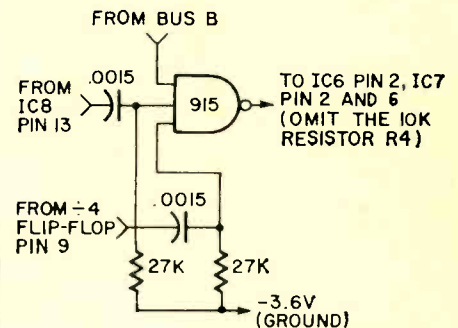 FROM BUS B
FROM
IC8
PIN 13
.0015
915
TO IC6 PIN 2, IC7
PIN 2 AND 6
(OMIT THE 10K
RESISTOR R4)
.0015
FROM ÷4
FLIP-FLOP
PIN 9
27K
27K
-3.6V
(GROUND)